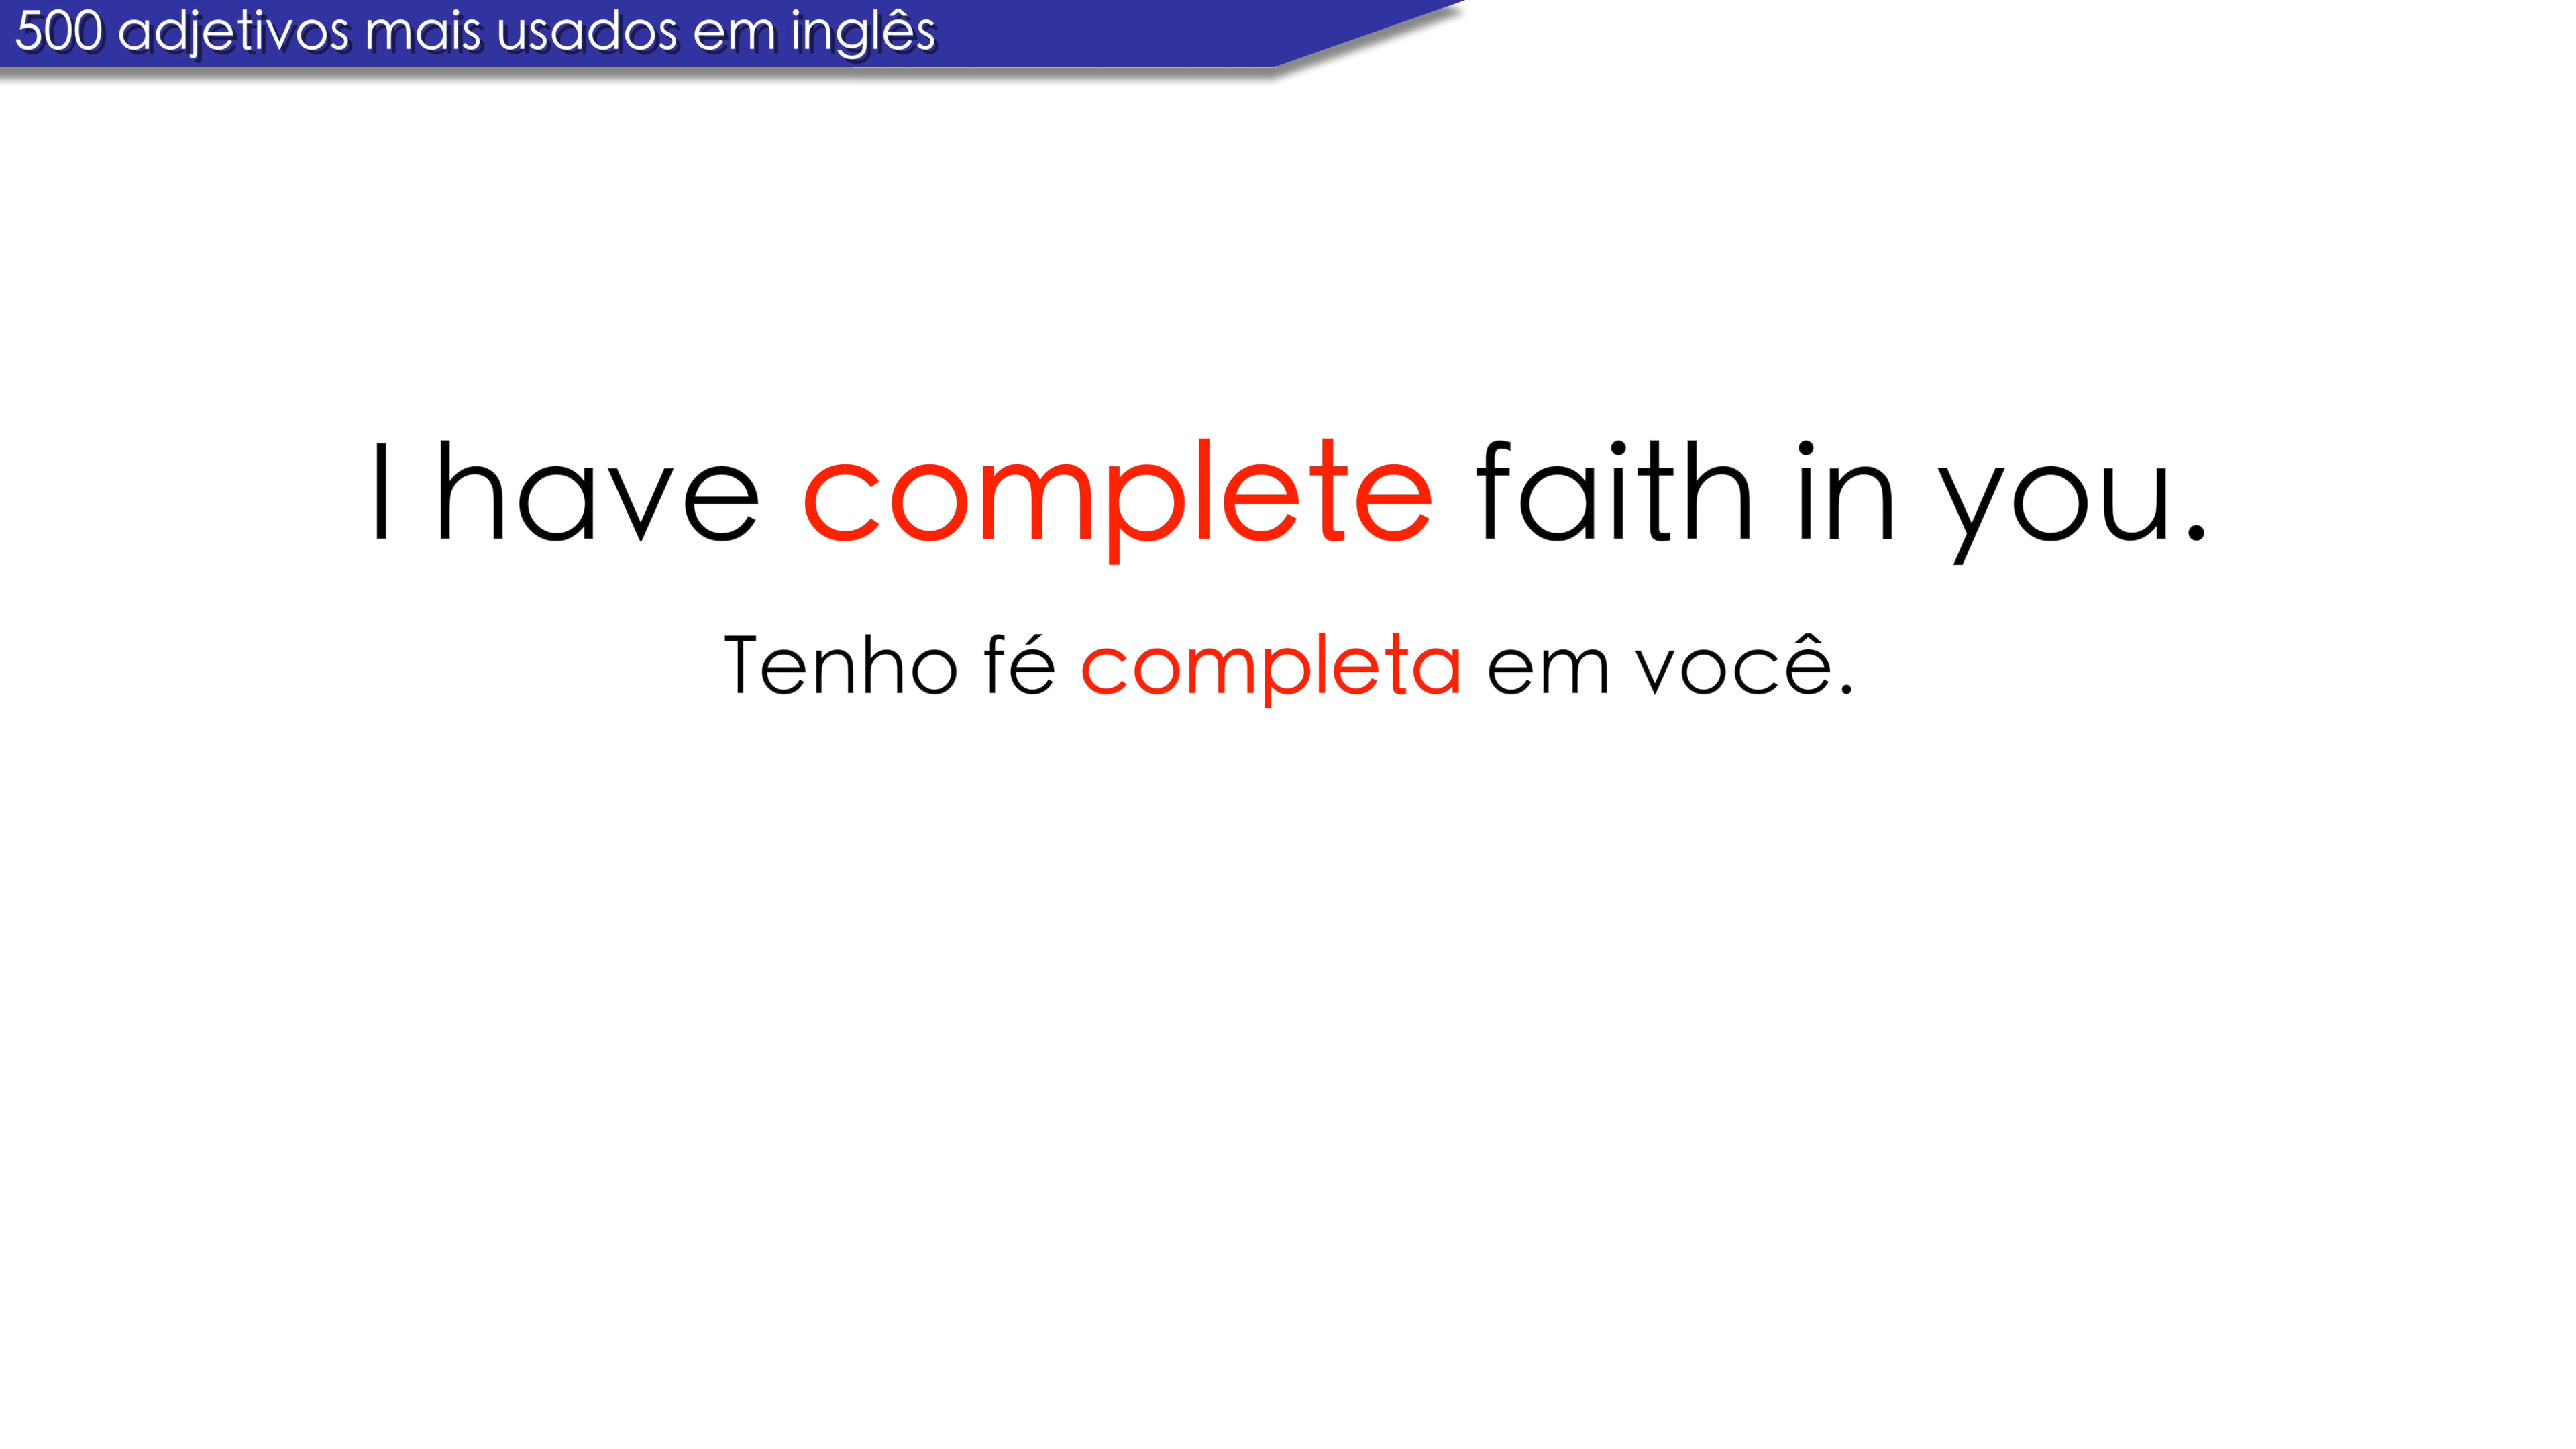 500 adjetivos mais usados em inglês
I have complete faith in you.
Tenho fé completa em você.